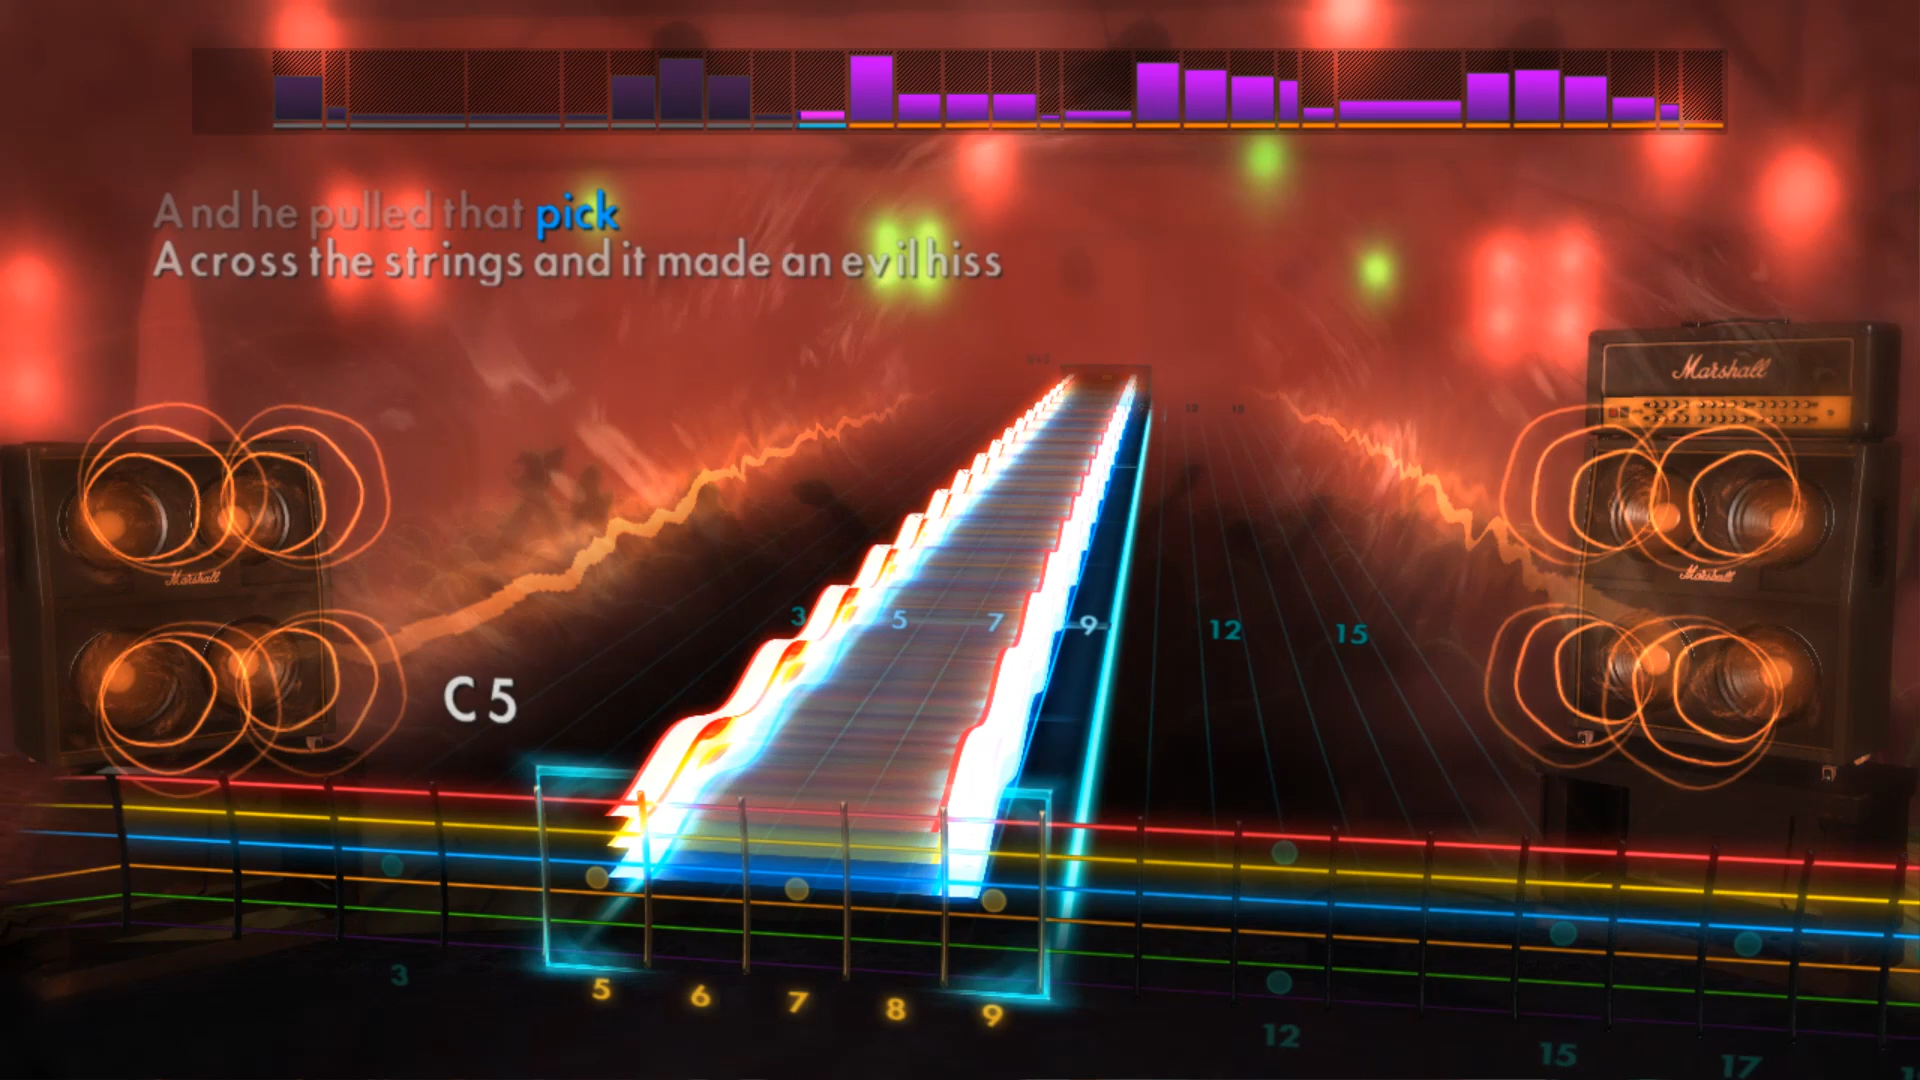 And he pulled that pick
Across the strings and it made an evil hiss
Marshall
Marshall
Marshall
3 5 7 9 12 15
C5
3 5 6 7 8 9 12 15 17